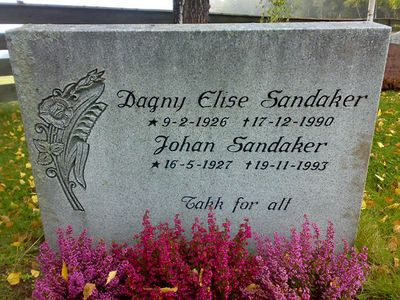 Dagny Elise Sandaker
★9-2-1926 †17-12-1990
Johan Sandaker
★16-5-1927 †19-11-1993
Takk for alt